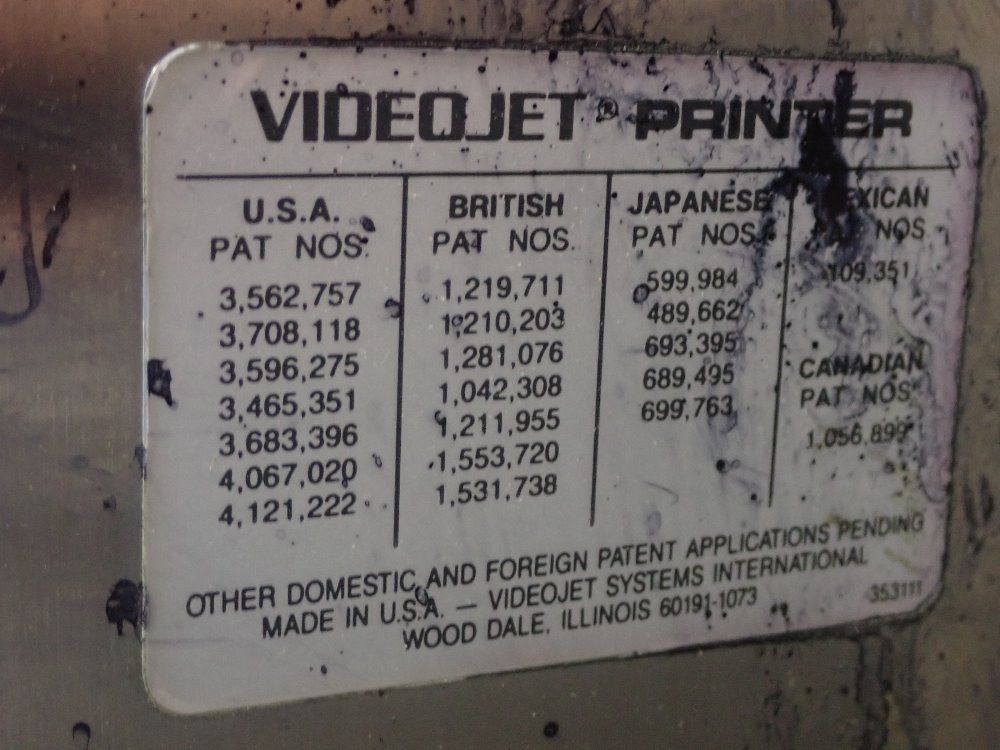 VIDEOJET® PRINTER
U.S.A.
PAT NOS.
3,562,757
3,708,118
3,596,275
3,465,351
3,683,396
4,067,020
4,121,222
BRITISH
PAT NOS.
1,219,711
1,210,203
1,281,076
1,042,308
1,211,955
1,553,720
1,531,738
JAPANESE
PAT NOS.
599,984
489,662
693,395
689,495
699,763
MEXICAN
PAT NOS.
109,351
CANADIAN
PAT NOS.
1,056,899
OTHER DOMESTIC AND FOREIGN PATENT APPLICATIONS PENDING
MADE IN U.S.A. — VIDEOJET SYSTEMS INTERNATIONAL
WOOD DALE, ILLINOIS 60191-1073
353111